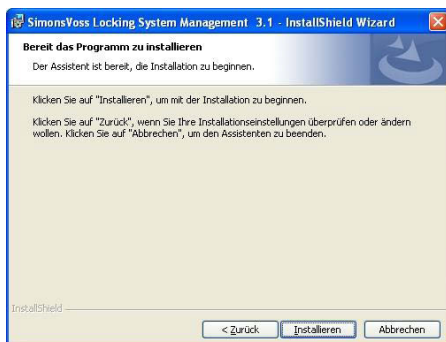 SimonsVoss Locking System Management 3.1 - InstallShield Wizard
Bereit das Programm zu installieren
Der Assistent ist bereit, die Installation zu beginnen.
Klicken Sie auf "Installieren", um mit der Installation zu beginnen.
Klicken Sie auf "Zurück", wenn Sie Ihre Installationseinstellungen überprüfen oder ändern
wollen. Klicken Sie auf "Abbrechen", um den Assistenten zu beenden.
InstallShield
< Zurück Installieren Abbrechen